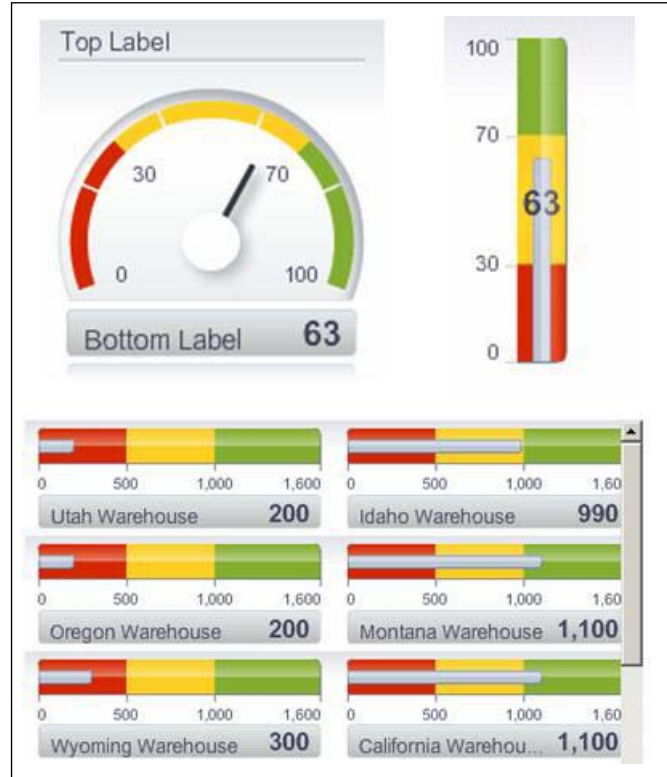 Top Label
30
70
0
100
Bottom Label 63
100
70
63
30
0
0 500 1,000 1,600
Utah Warehouse 200
0 500 1,000 1,60
Idaho Warehouse 990
0 500 1,000 1,600
Oregon Warehouse 200
0 500 1,000 1,60
Montana Warehouse 1,100
0 500 1,000 1,600
Wyoming Warehouse 300
0 500 1,000 1,60
California Warehou... 1,100